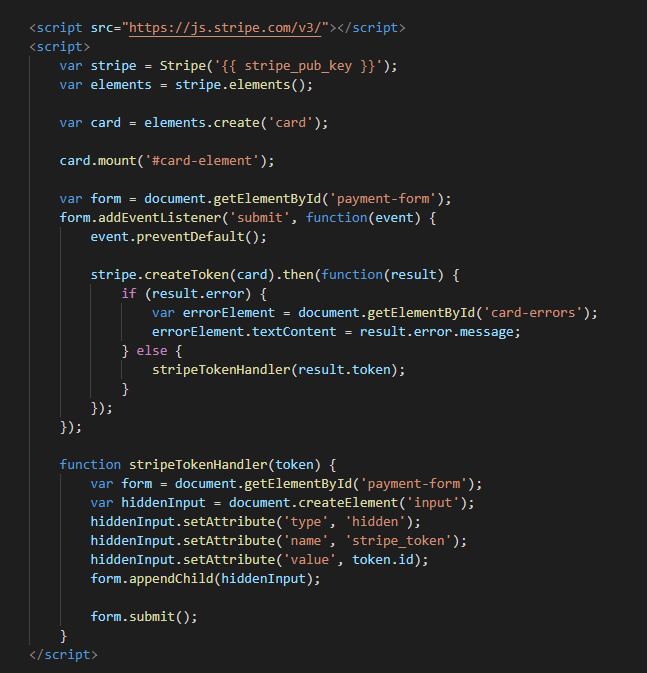 <script src="https://js.stripe.com/v3/"></script>
<script>
    var stripe = Stripe('{{ stripe_pub_key }}');
    var elements = stripe.elements();

    var card = elements.create('card');

    card.mount('#card-element');

    var form = document.getElementById('payment-form');
    form.addEventListener('submit', function(event) {
        event.preventDefault();

        stripe.createToken(card).then(function(result) {
            if (result.error) {
                var errorElement = document.getElementById('card-errors');
                errorElement.textContent = result.error.message;
            } else {
                stripeTokenHandler(result.token);
            }
        });
    });

    function stripeTokenHandler(token) {
        var form = document.getElementById('payment-form');
        var hiddenInput = document.createElement('input');
        hiddenInput.setAttribute('type', 'hidden');
        hiddenInput.setAttribute('name', 'stripe_token');
        hiddenInput.setAttribute('value', token.id);
        form.appendChild(hiddenInput);

        form.submit();
    }
</script>